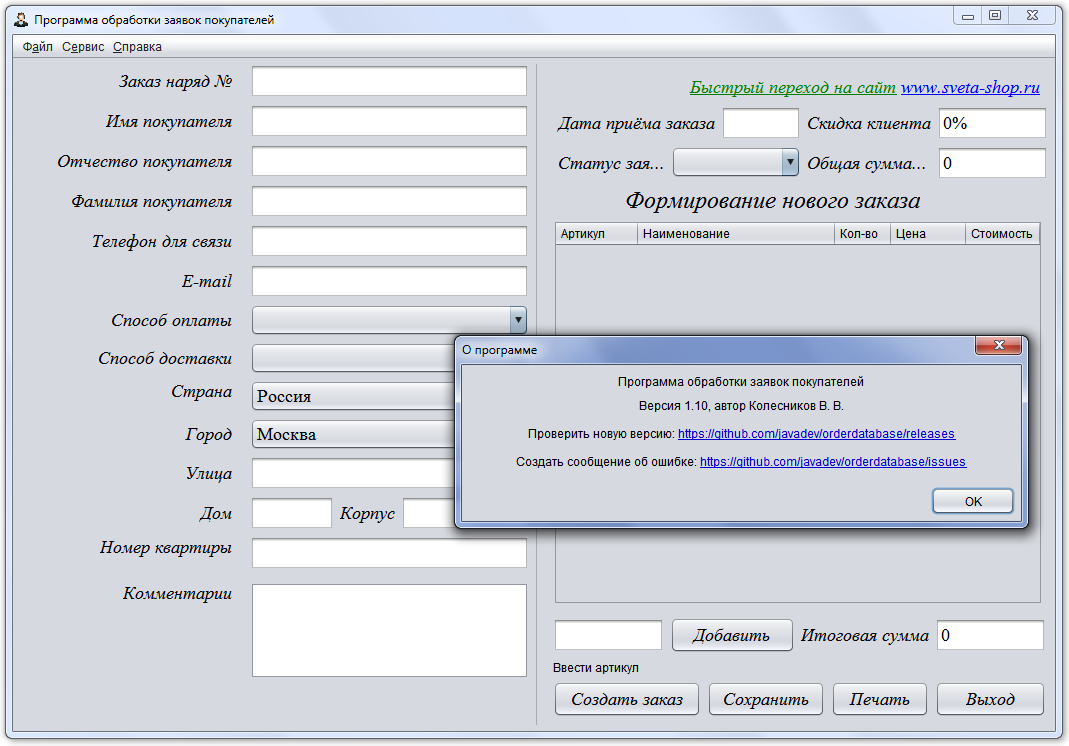 Программа обработки заявок покупателей
Файл Сервис Справка
Заказ наряд №
Имя покупателя
Отчество покупателя
Фамилия покупателя
Телефон для связи
E-mail
Способ оплаты
Способ доставки
Страна Россия
Город Москва
Улица
Дом Корпус
Номер квартиры
Комментарии
Быстрый переход на сайт www.sveta-shop.ru
Дата приёма заказа Скидка клиента 0%
Статус зая... Общая сумма... 0
Формирование нового заказа
Артикул Наименование Кол-во Цена Стоимость
О программе
Программа обработки заявок покупателей
Версия 1.10, автор Колесников В. В.
Проверить новую версию: https://github.com/javadev/orderdatabase/releases
Создать сообщение об ошибке: https://github.com/javadev/orderdatabase/issues
OK
Добавить Итоговая сумма 0
Ввести артикул
Создать заказ Сохранить Печать Выход